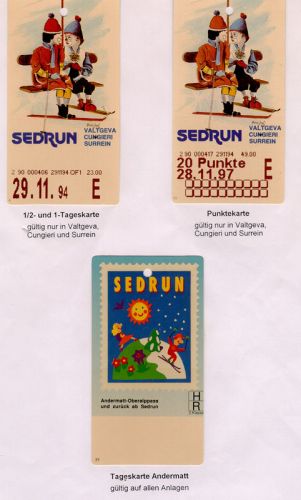 SEDRUN
VALTGEVA
CUNGIERI
SURREIN
2 90 000406 291194 OF1 23.00
29.11.94 E
1/2- und 1-Tageskarte
gültig nur in Valtgeva,
Cungieri und Surrein
SEDRUN
VALTGEVA
CUNGIERI
SURREIN
2 90 000417 291194 49.00
20 Punkte
28.11.97 E
Punktekarte
gültig nur in Valtgeva,
Cungieri und Surrein
SEDRUN
Andermatt-Oberalppass
und zurück ab Sedrun
H
R
Tageskarte Andermatt
gültig auf allen Anlagen